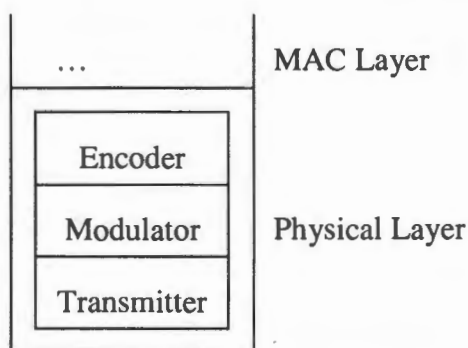 ... MAC Layer
Encoder
Modulator Physical Layer
Transmitter